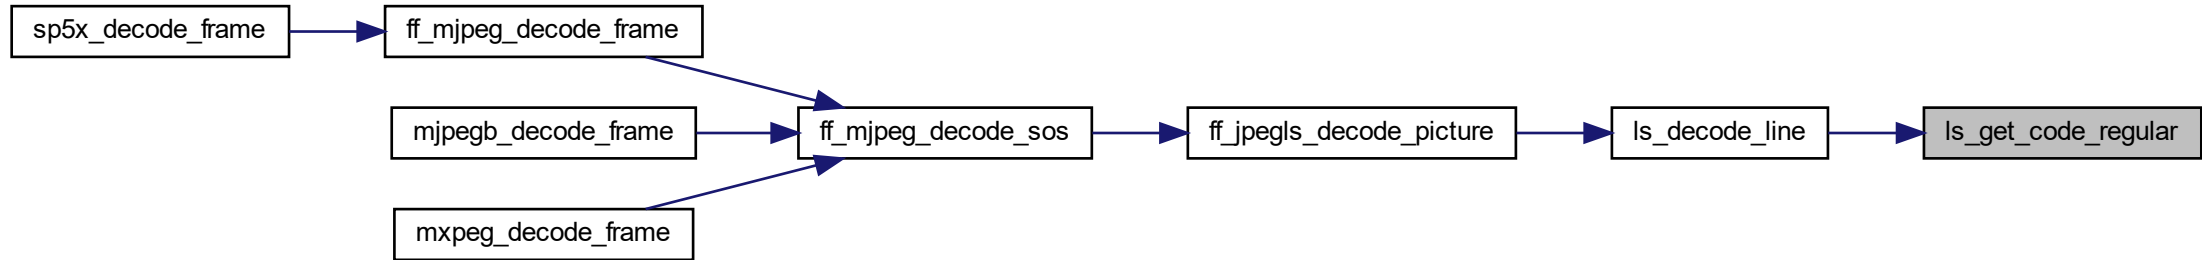 sp5x_decode_frame
ff_mjpeg_decode_frame
mjpegb_decode_frame
ff_mjpeg_decode_sos
ff_jpegls_decode_picture
ls_decode_line
ls_get_code_regular
mxpeg_decode_frame